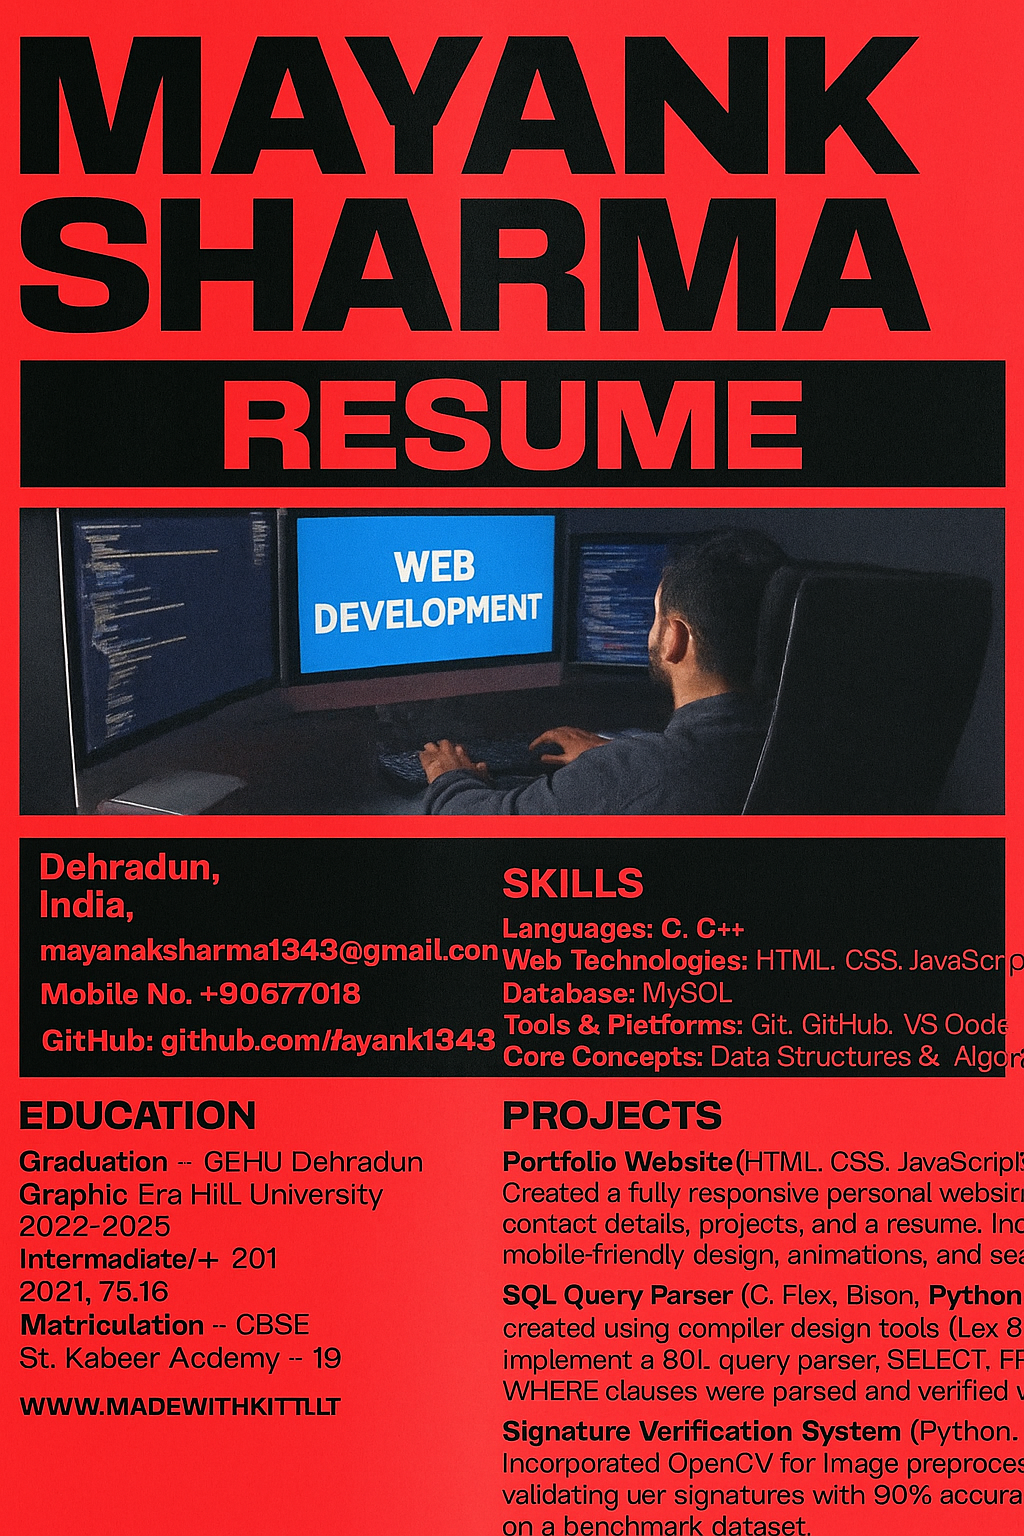 MAYANK
SHARMA
RESUME
WEB
DEVELOPMENT
Dehradun,
India,
mayanaksharma1343@gmail.con
Mobile No. +90677018
GitHub: github.com/fayank1343
SKILLS
Languages: C. C++
Web Technologies: HTML. CSS. JavaScrip
Database: MySOL
Tools & Pietforms: Git. GitHub. VS Oode
Core Concepts: Data Structures & Algor
EDUCATION
Graduation -- GEHU Dehradun
Graphic Era HilL University
2022-2025
Intermadiate/+ 201
2021, 75.16
Matriculation -- CBSE
St. Kabeer Acdemy -- 19
WWW.MADEWITHKITTLLT
PROJECTS
Portfolio Website (HTML. CSS. JavaScrip
Created a fully responsive personal websi
contact details, projects, and a resume. Inc
mobile-friendly design, animations, and sea
SQL Query Parser (C. Flex, Bison, Python
created using compiler design tools (Lex 8
implement a 80I. query parser, SELECT, FR
WHERE clauses were parsed and verified w
Signature Verification System (Python.
Incorporated OpenCV for Image preproces
validating uer signatures with 90% accura
on a benchmark dataset.